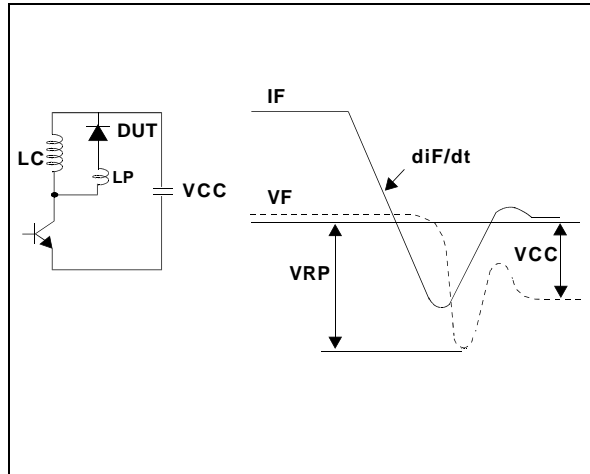 DUT
LC
LP
VCC
IF
diF/dt
VF
VRP
VCC